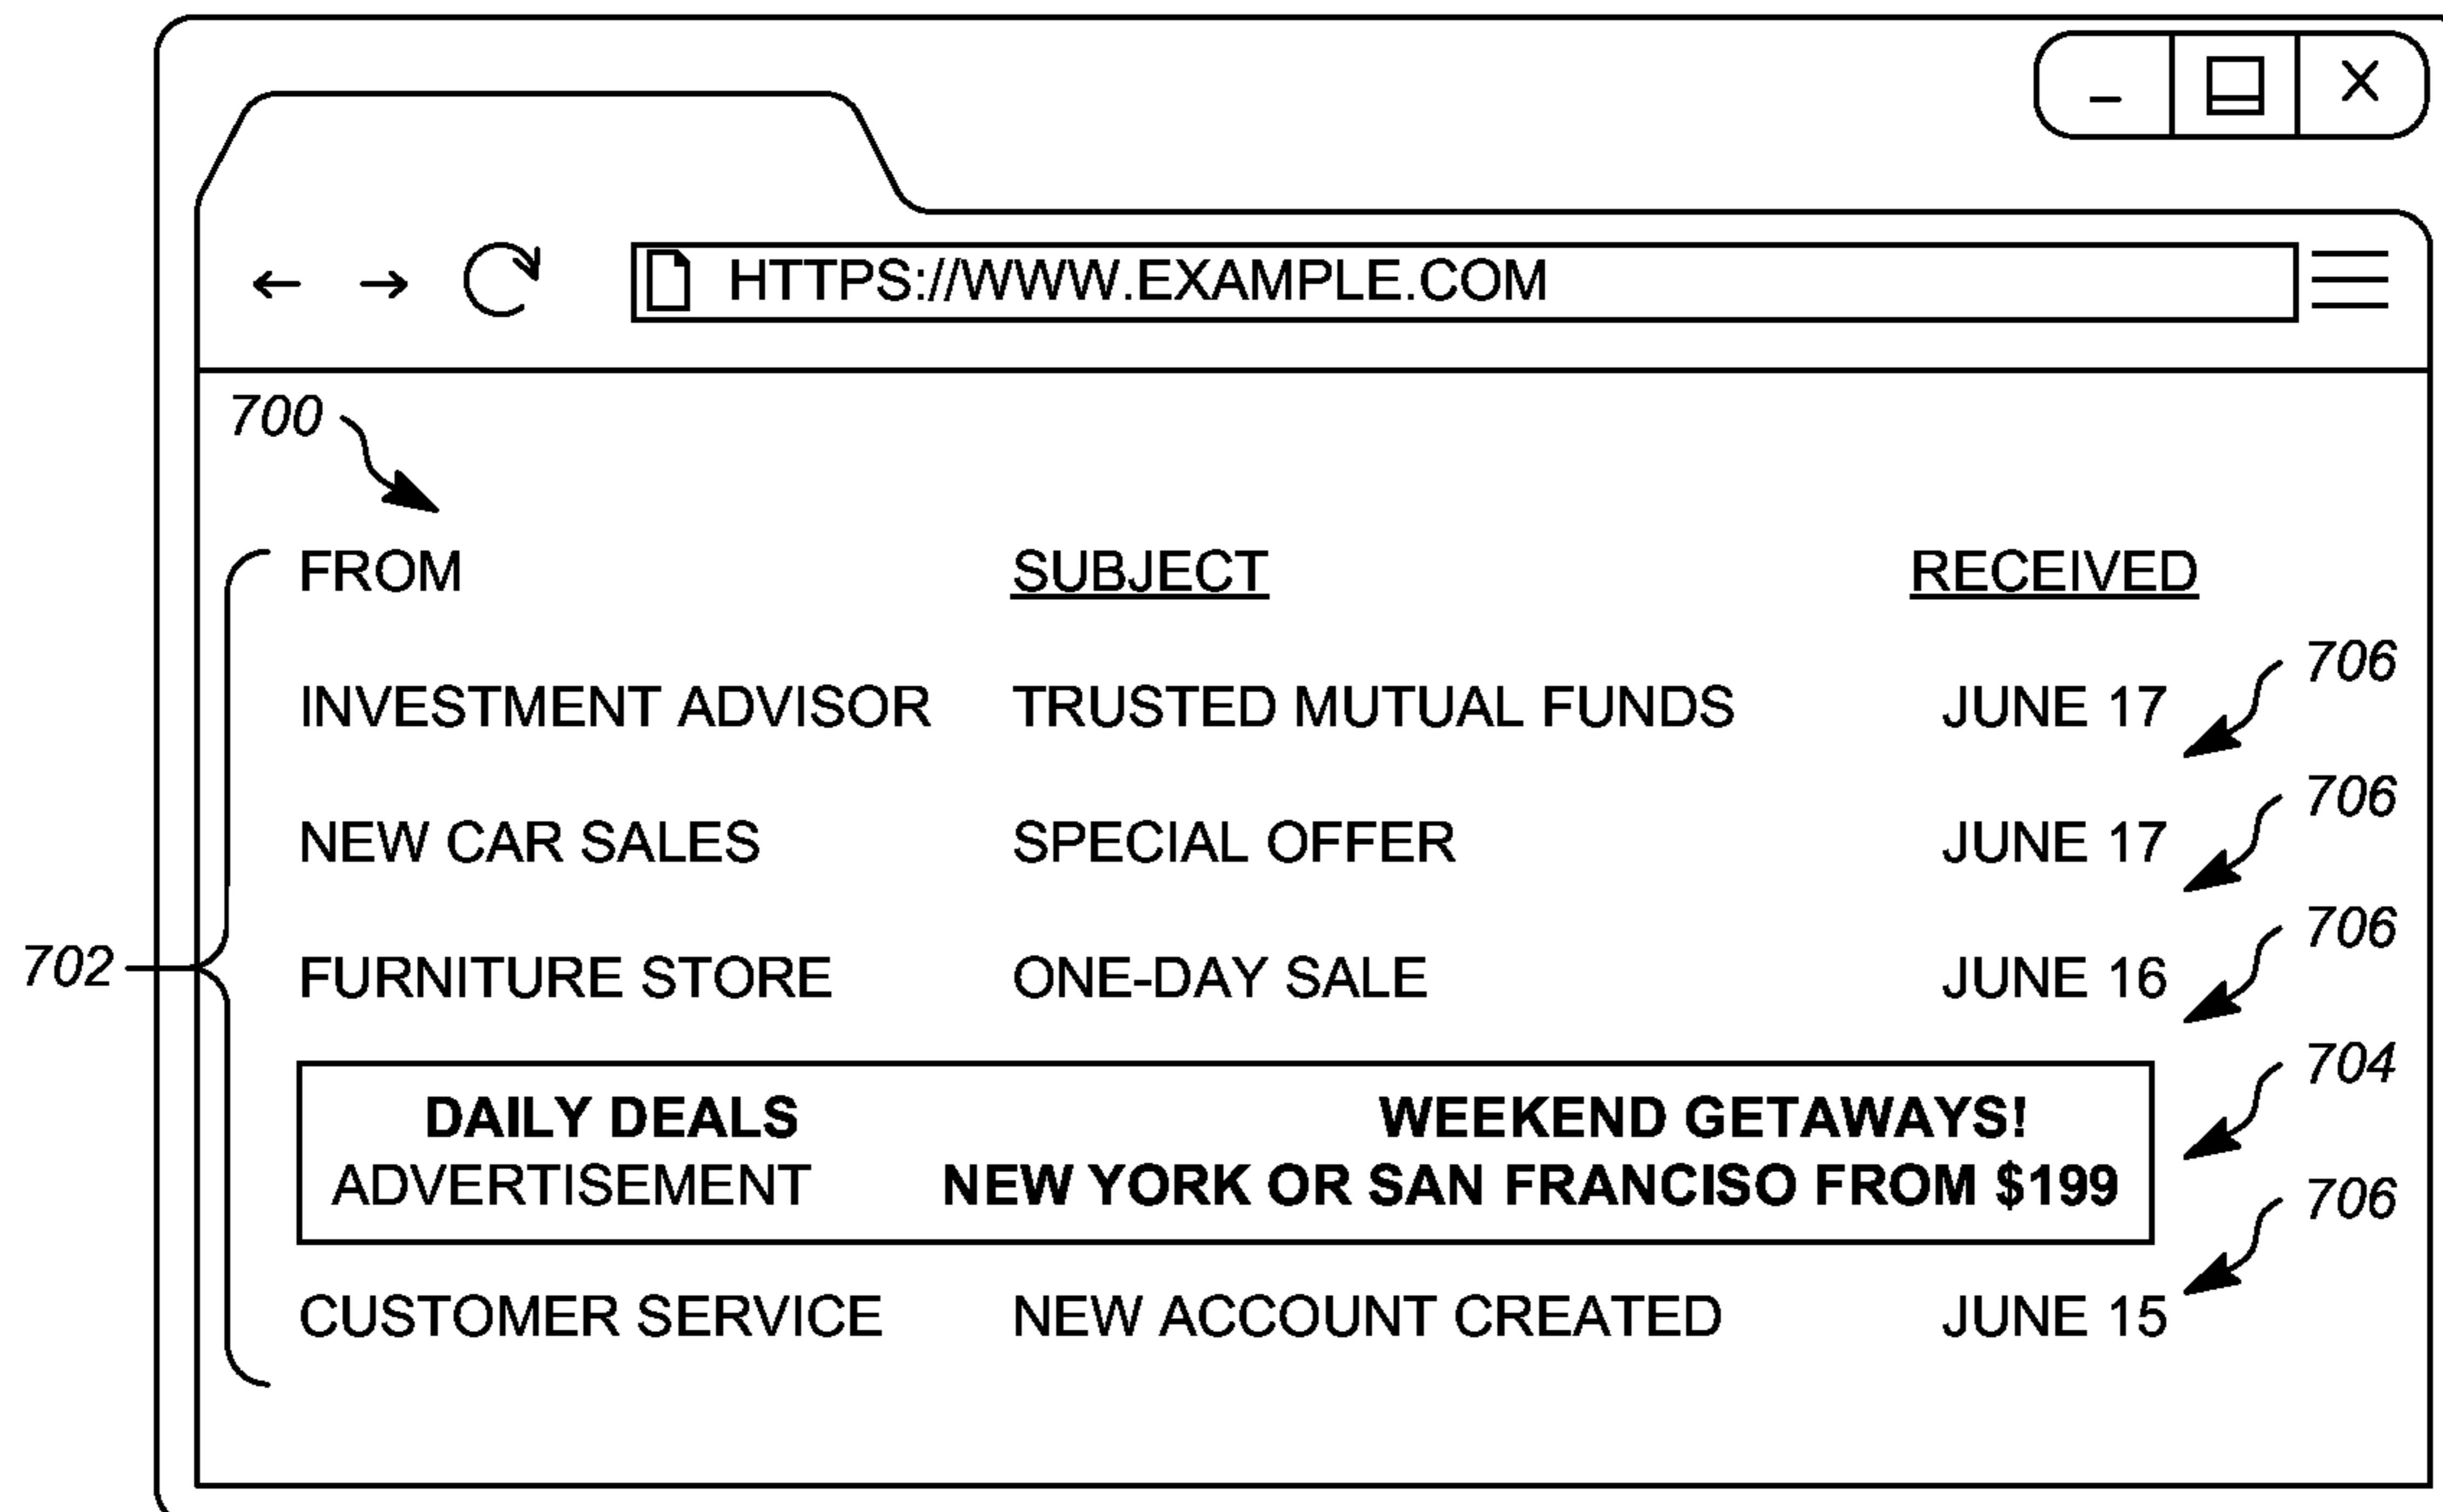 HTTPS://WWW.EXAMPLE.COM
700
FROM SUBJECT RECEIVED
706
INVESTMENT ADVISOR TRUSTED MUTUAL FUNDS JUNE 17
706
NEW CAR SALES SPECIAL OFFER JUNE 17
706
702 FURNITURE STORE ONE-DAY SALE JUNE 16
704
DAILY DEALS WEEKEND GETAWAYS!
ADVERTISEMENT NEW YORK OR SAN FRANCISO FROM $199
706
CUSTOMER SERVICE NEW ACCOUNT CREATED JUNE 15